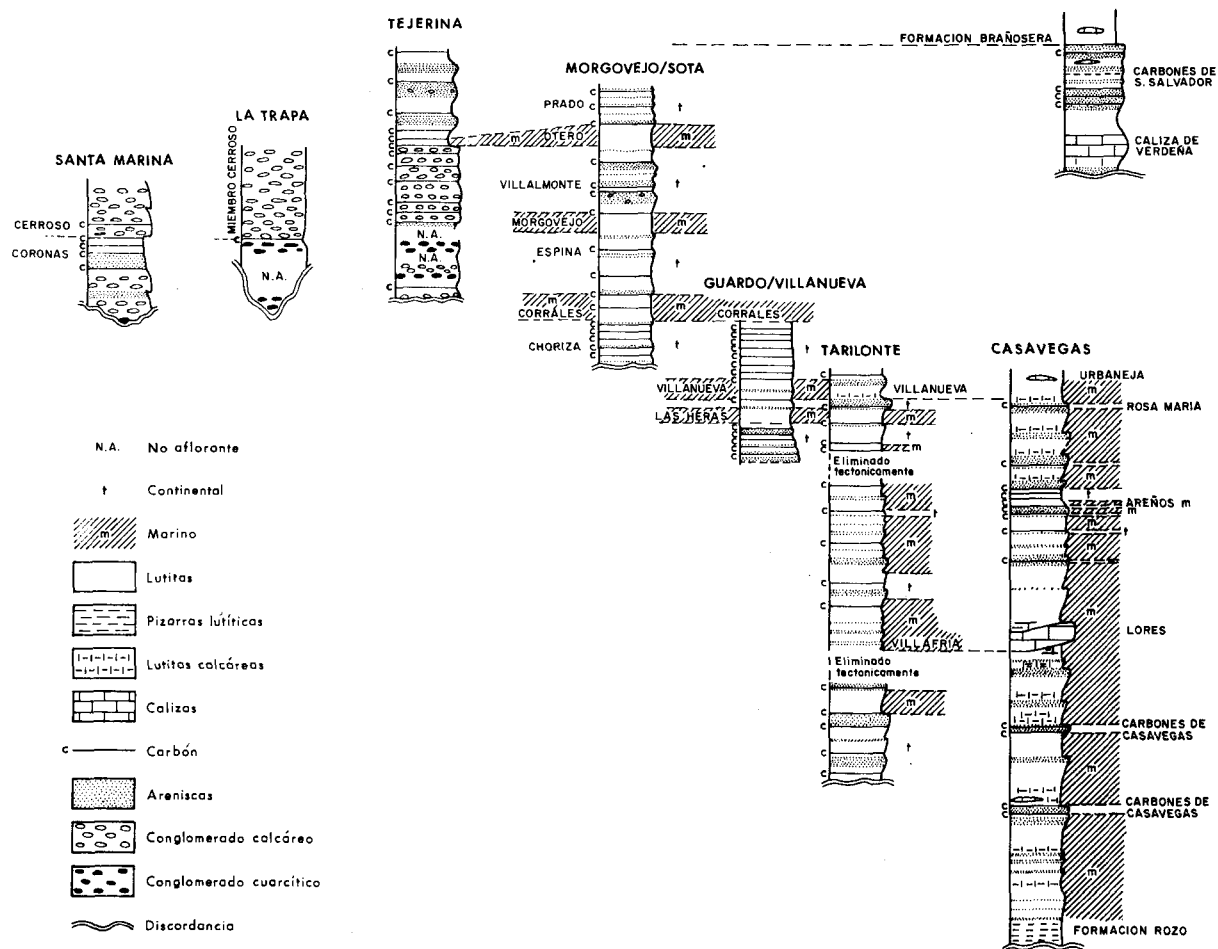 TEJERINA
FORMACION BRAÑOSERA
MORGOVEJO/SOTA
CARBONES DE
S. SALVADOR
PRADO
t
LA TRAPA
m
OTERO
m
CALIZA DE
VERDEÑA
SANTA MARINA
MIEMBRO CERROSO
VILLALMONTE
t
CERROSO
MORGOVEJO
m
CORONAS
N.A.
N.A.
N.A.
ESPINA
t
GUARDO/VILLANUEVA
m
CORRALES
m
CORRALES
CHORIZA
t
t
TARILONTE
CASAVEGAS
URBANEJA
m
VILLANUEVA
m
VILLANUEVA
t
ROSA MARIA
LAS HERAS
m
m
t
t
m
m
N.A. No aflorante
Eliminado
tectonicamente
m
t Continental
m
t
t
AREÑOS m
m
m
t
m Marino
m
m
Lutitas
t
m
Pizarras lutíticas
m
LORES
VILLAFRIA
Lutitas calcáreas
Eliminado
tectonicamente
Calizas
m
CARBONES DE
CASAVEGAS
c Carbón
t
m
Areniscas
CARBONES DE
CASAVEGAS
Conglomerado calcáreo
m
Conglomerado cuarcítico
Discordancia
FORMACION ROZO